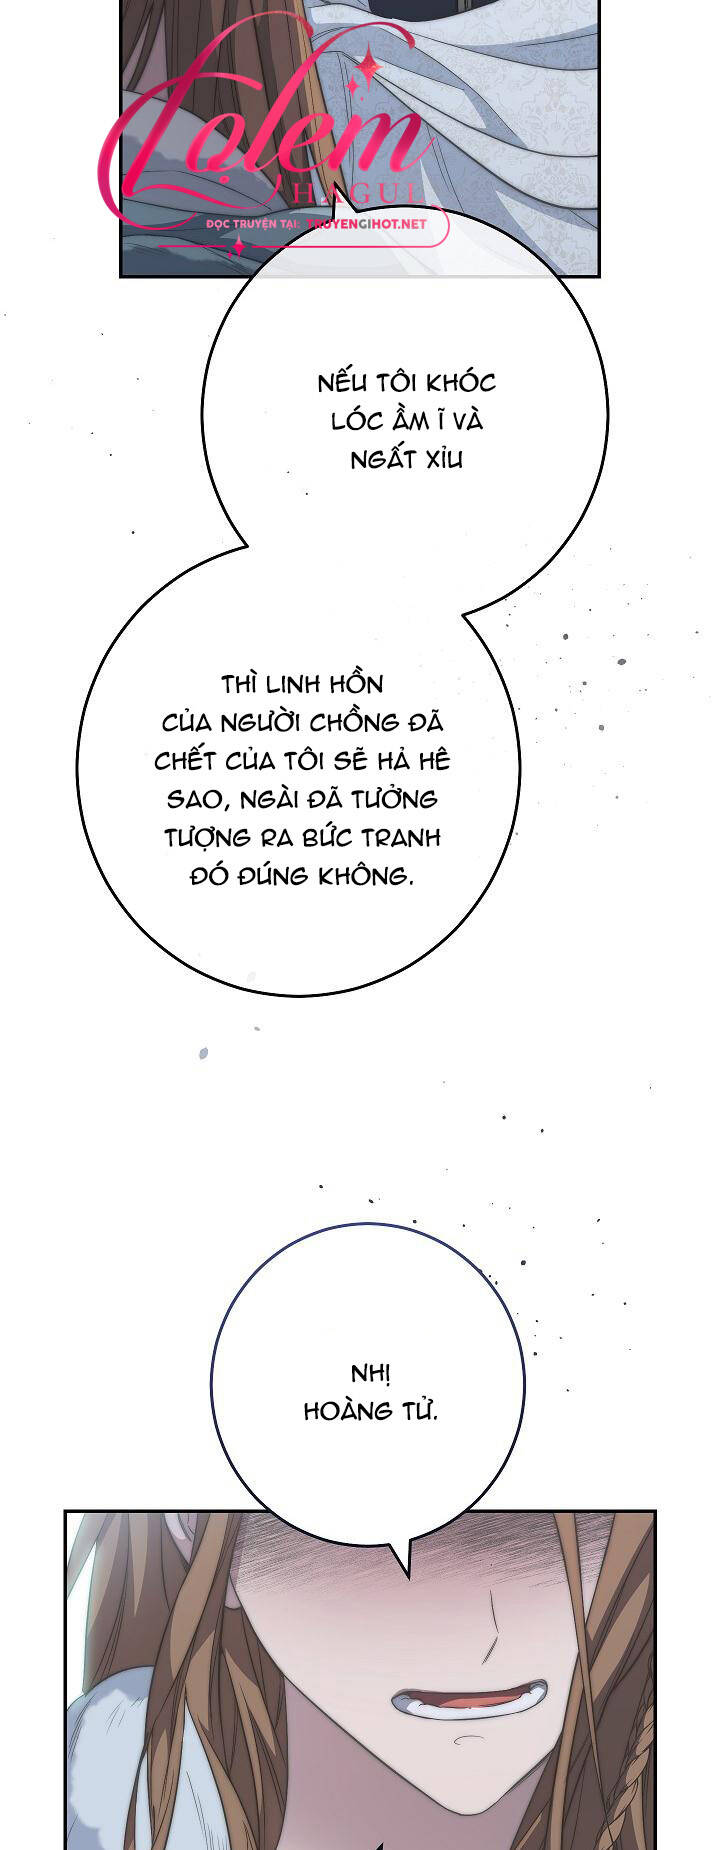 Tolem
HAGUL
ĐỌC TRUYỆN TẠI: TRUYENGIHOT.NET
NẾU TÔI KHÓC
LÓC ẦM Ĩ VÀ
NGẤT XỈU
THÌ LINH HỒN
CỦA NGƯỜI CHỒNG ĐÃ
CHẾT CỦA TÔI SẼ HẢ HÊ
SAO, NGÀI ĐÃ TƯỞNG
TƯỢNG RA BỨC TRANH
ĐÓ ĐÚNG KHÔNG.
NHỊ
HOÀNG TỬ.